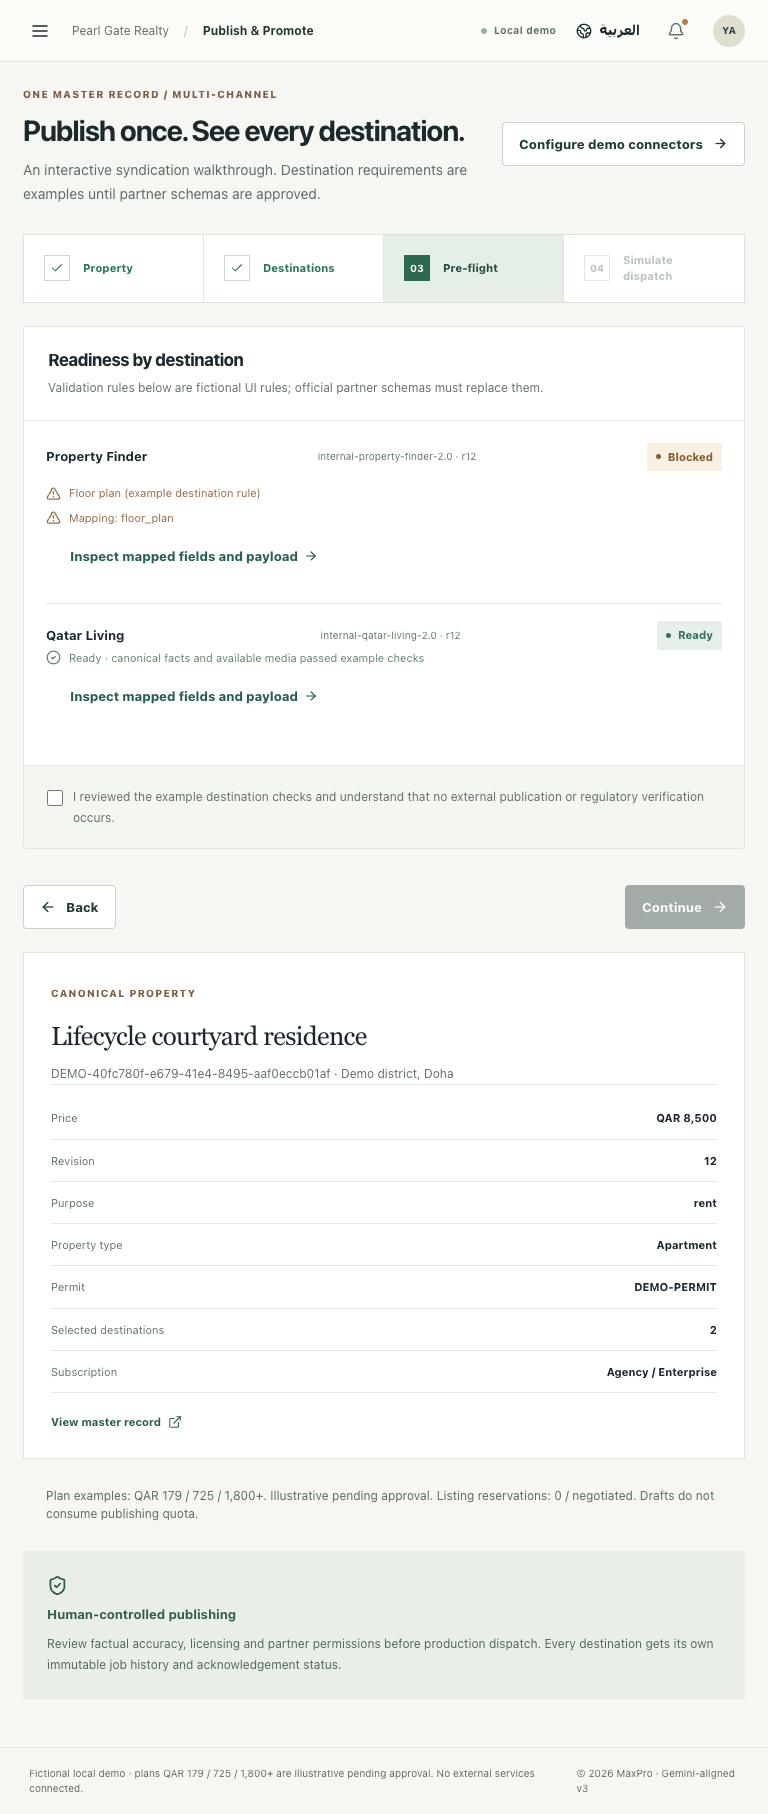 Pearl Gate Realty / Publish & Promote
Local demo
العربية
YA
ONE MASTER RECORD / MULTI-CHANNEL
Publish once. See every destination.
An interactive syndication walkthrough. Destination requirements are
examples until partner schemas are approved.
Configure demo connectors
Property
Destinations
03 Pre-flight
04 Simulate
dispatch
Readiness by destination
Validation rules below are fictional UI rules; official partner schemas must replace them.
Property Finder internal-property-finder-2.0 · r12 Blocked
Floor plan (example destination rule)
Mapping: floor_plan
Inspect mapped fields and payload
Qatar Living internal-qatar-living-2.0 · r12 Ready
Ready · canonical facts and available media passed example checks
Inspect mapped fields and payload
I reviewed the example destination checks and understand that no external publication or regulatory verification
occurs.
Back
Continue
CANONICAL PROPERTY
Lifecycle courtyard residence
DEMO-40fc780f-e679-41e4-8495-aaf0eccb01af · Demo district, Doha
Price QAR 8,500
Revision 12
Purpose rent
Property type Apartment
Permit DEMO-PERMIT
Selected destinations 2
Subscription Agency / Enterprise
View master record
Plan examples: QAR 179 / 725 / 1,800+. Illustrative pending approval. Listing reservations: 0 / negotiated. Drafts do not
consume publishing quota.
Human-controlled publishing
Review factual accuracy, licensing and partner permissions before production dispatch. Every destination gets its own
immutable job history and acknowledgement status.
Fictional local demo · plans QAR 179 / 725 / 1,800+ are illustrative pending approval. No external services
connected.
© 2026 MaxPro · Gemini-aligned
v3